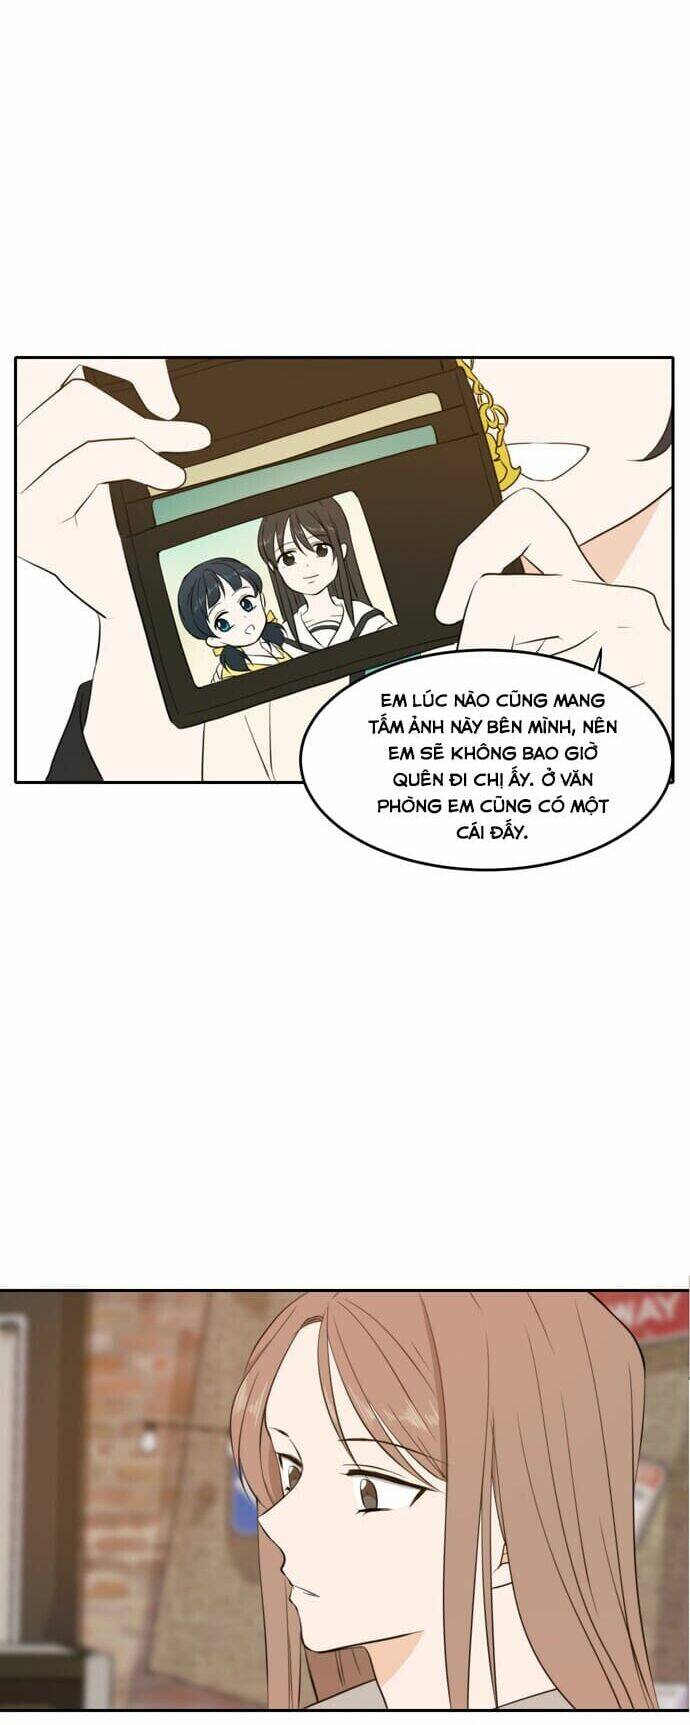 EM LÚC NÀO CŨNG MANG
TẤM ẢNH NÀY BÊN MÌNH, NÊN
EM SẼ KHÔNG BAO GIỜ
QUÊN ĐI CHỊ ẤY. Ở VĂN
PHÒNG EM CŨNG CÓ MỘT
CÁI ĐẤY.
WAY